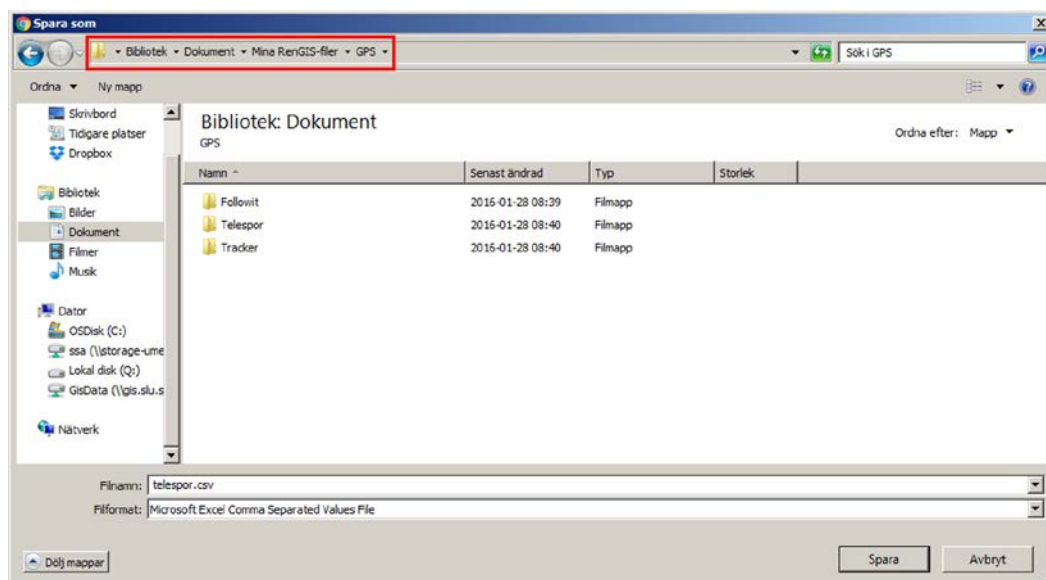 Spara som
Bibliotek Dokument Mina RenGIS-filer GPS
Sök i GPS
Ordna Ny mapp
Skrivbord
Tidigare platser
Dropbox
Bibliotek
Bilder
Dokument
Filmer
Musik
Dator
OSDisk (C:)
ssa (\\storage-ume
Lokal disk (Q:)
GisData (\\gis.slu.s
Nätverk
Bibliotek: Dokument
GPS
Ordna efter: Mapp
Namn Senast ändrad Typ Storlek
Followit 2016-01-28 08:39 Filmapp
Telespor 2016-01-28 08:40 Filmapp
Tracker 2016-01-28 08:40 Filmapp
Filnamn: telespor.csv
Filformat: Microsoft Excel Comma Separated Values File
Dölj mappar
Spara Avbryt